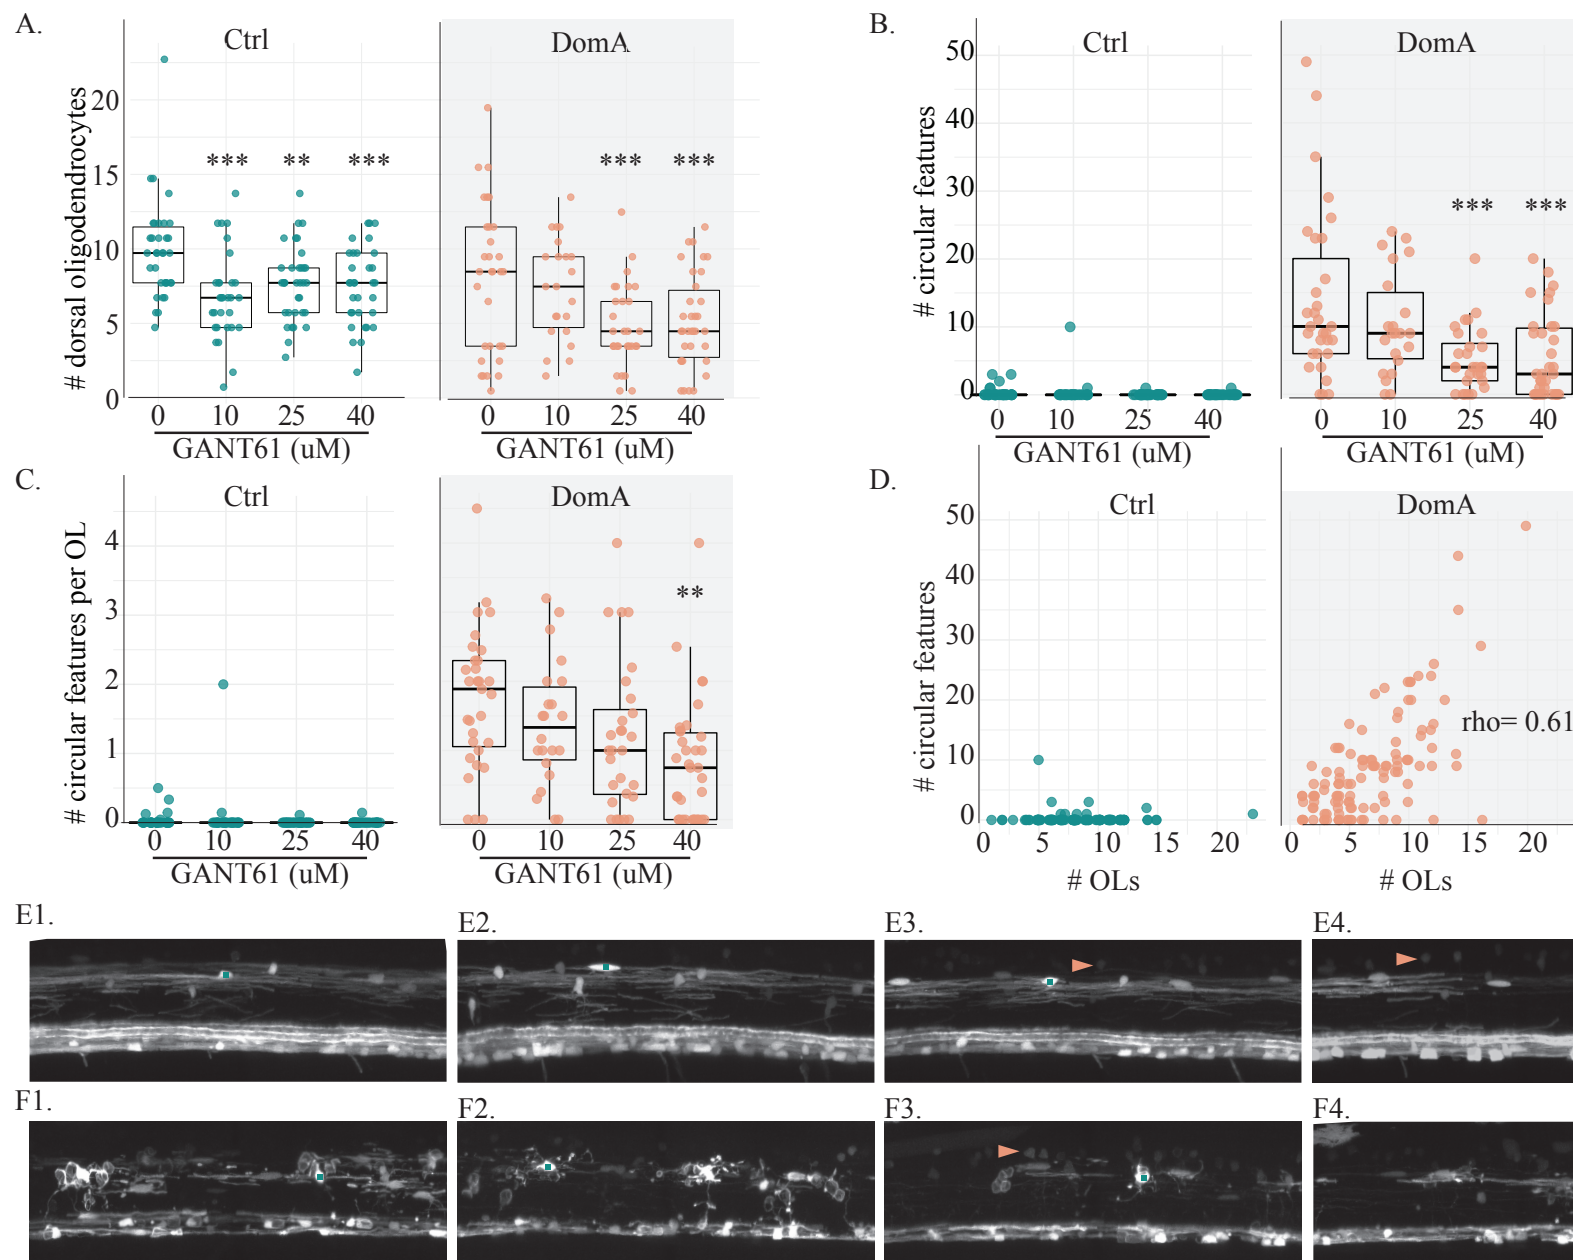 A.
Ctrl
DomA
# dorsal oligodendrocytes
20
15
10
5
0
*** ** ***
*** ***
0 10 25 40
GANT61 (uM)
0 10 25 40
GANT61 (uM)
B.
Ctrl
DomA
# circular features
50
40
30
20
10
0
*** ***
0 10 25 40
GANT61 (uM)
0 10 25 40
GANT61 (uM)
C.
Ctrl
DomA
# circular features per OL
4
3
2
1
0
**
0 10 25 40
GANT61 (uM)
0 10 25 40
GANT61 (uM)
D.
Ctrl
DomA
# circular features
50
40
30
20
10
0
rho= 0.61
0 5 10 15 20
# OLs
0 5 10 15 20
# OLs
E1.
E2.
E3.
E4.
F1.
F2.
F3.
F4.